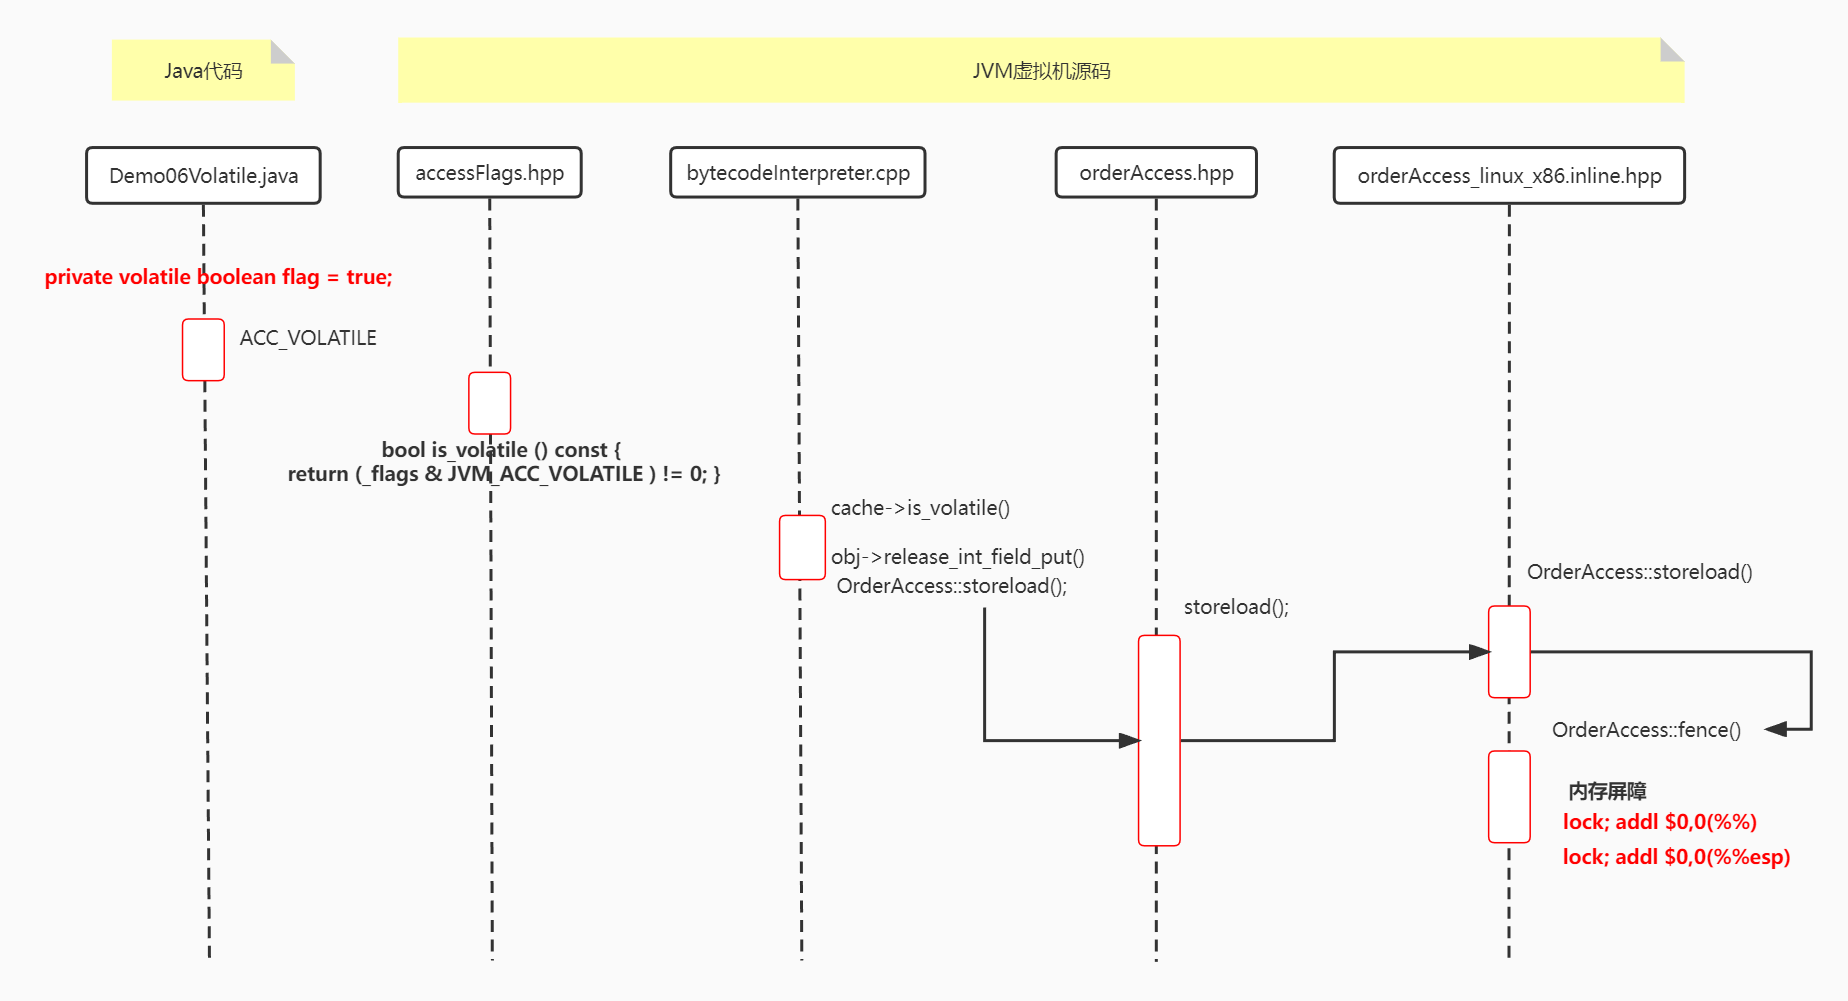 Java代码
JVM虚拟机源码
Demo06Volatile.java
accessFlags.hpp
bytecodeInterpreter.cpp
orderAccess.hpp
orderAccess_linux_x86.inline.hpp
private volatile boolean flag = true;
ACC_VOLATILE
bool is_volatile () const {
return (_flags & JVM_ACC_VOLATILE ) != 0; }
cache->is_volatile()
obj->release_int_field_put()
OrderAccess::storeload();
storeload();
OrderAccess::storeload()
OrderAccess::fence()
内存屏障
lock; addl $0,0(%%)
lock; addl $0,0(%%esp)